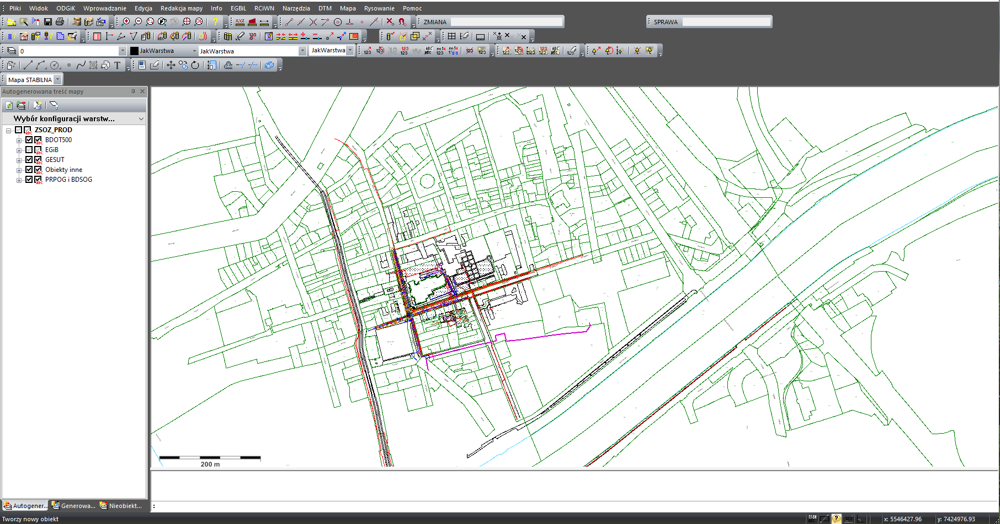 Pliki Widok ODGiK Wprowadzanie Edycja Redakcja mapy Info EGBiL RCiWN Narzędzia DTM Mapa Rysowanie Pomoc
ZMIANA
SPRAWA
0
JakWarstwa
JakWarstwa
JakWarstwa
Mapa STABILNA
Autogenerowana treść mapy
Wybór konfiguracji warstw...
ZSOZ_PROD
BDOT500
EGiB
GESUT
Obiekty inne
PRPOG i BDSOG
200 m
Autogener... Generowa... Nieobiekt...
:
Tworzy nowy obiekt
x: 5546427.96 y: 7424976.93